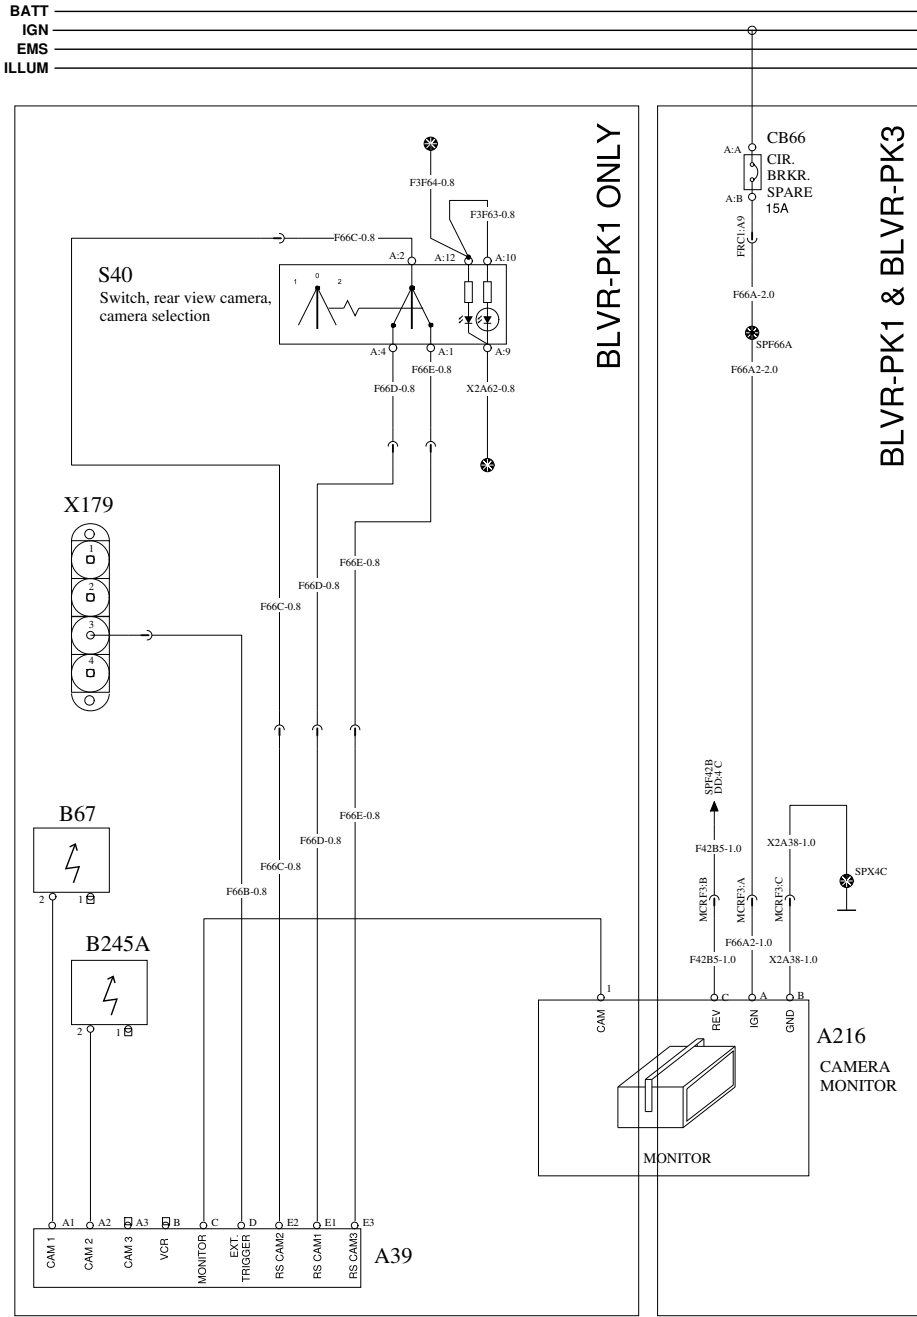 BATT
IGN
EMS
ILLUM
BLVR-PK1 ONLY
BLVR-PK1 & BLVR-PK3
CB66
A:A
CIR.
BRKR.
SPARE
15A
A:B
FRC1:A9
F66A-2.0
SPF66A
F66A2-2.0
F3F64-0.8
F3F63-0.8
F66C-0.8
A:2
A:12
A:10
S40
Switch, rear view camera,
camera selection
1
0
2
A:4
A:1
A:9
F66D-0.8
F66E-0.8
X2A62-0.8
X179
1
2
3
4
F66E-0.8
F66D-0.8
F66C-0.8
B67
2
1
B245A
2
1
F66E-0.8
F66D-0.8
F66C-0.8
F66B-0.8
SPF42B
DD:4 C
F42B5-1.0
X2A38-1.0
SPX4C
MCRF3:B
MCRF3:A
MCRF3:C
F66A2-1.0
F42B5-1.0
X2A38-1.0
1
C
A
B
CAM
REV
IGN
GND
A216
CAMERA
MONITOR
MONITOR
A1
A2
A3
B
C
D
E2
E1
E3
CAM 1
CAM 2
CAM 3
VCR
MONITOR
EXT.
TRIGGER
RS CAM2
RS CAM1
RS CAM3
A39